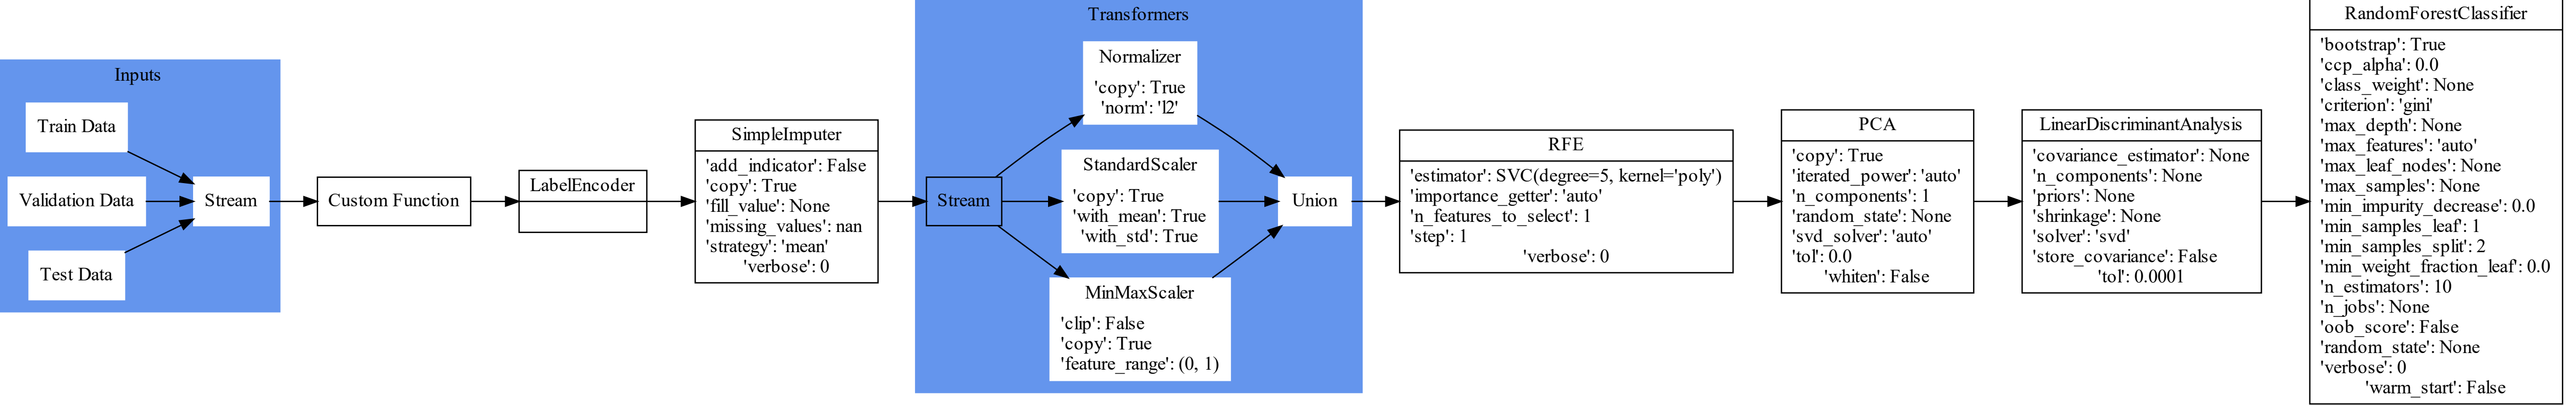 Inputs
Train Data
Validation Data
Test Data
Stream
Custom Function
LabelEncoder
SimpleImputer
'add_indicator': False
'copy': True
'fill_value': None
'missing_values': nan
'strategy': 'mean'
'verbose': 0
Transformers
Stream
Normalizer
'copy': True
'norm': 'l2'
StandardScaler
'copy': True
'with_mean': True
'with_std': True
MinMaxScaler
'clip': False
'copy': True
'feature_range': (0, 1)
Union
RFE
'estimator': SVC(degree=5, kernel='poly')
'importance_getter': 'auto'
'n_features_to_select': 1
'step': 1
'verbose': 0
PCA
'copy': True
'iterated_power': 'auto'
'n_components': 1
'random_state': None
'svd_solver': 'auto'
'tol': 0.0
'whiten': False
LinearDiscriminantAnalysis
'covariance_estimator': None
'n_components': None
'priors': None
'shrinkage': None
'solver': 'svd'
'store_covariance': False
'tol': 0.0001
RandomForestClassifier
'bootstrap': True
'ccp_alpha': 0.0
'class_weight': None
'criterion': 'gini'
'max_depth': None
'max_features': 'auto'
'max_leaf_nodes': None
'max_samples': None
'min_impurity_decrease': 0.0
'min_samples_leaf': 1
'min_samples_split': 2
'min_weight_fraction_leaf': 0.0
'n_estimators': 10
'n_jobs': None
'oob_score': False
'random_state': None
'verbose': 0
'warm_start': False